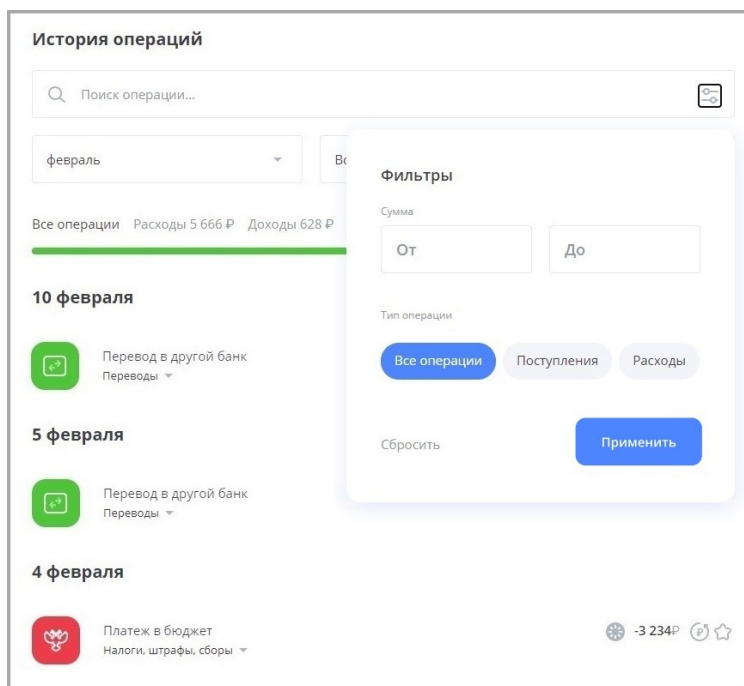 История операций
Поиск операции...
февраль
Вс
Фильтры
Все операции Расходы 5 666 ₽ Доходы 628 ₽
Сумма
От До
10 февраля
Тип операции
Перевод в другой банк
Переводы
Все операции Поступления Расходы
5 февраля
Сбросить Применить
Перевод в другой банк
Переводы
4 февраля
Платеж в бюджет -3 234₽
Налоги, штрафы, сборы